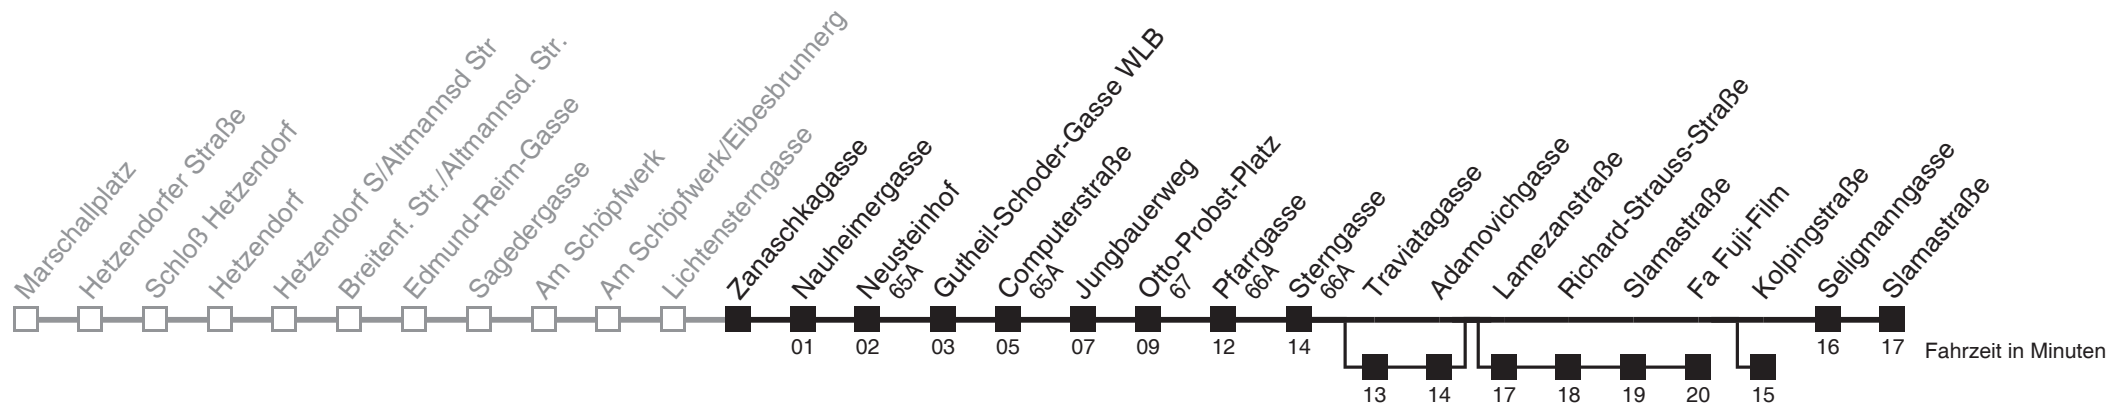 Marschallplatz
Hetzendorfer Straße
Schloß Hetzendorf
Hetzendorf
Hetzendorf S/Altmannsd Str
Breitenf. Str./Altmannsd. Str.
Edmund-Reim-Gasse
Sagedergasse
Am Schöpfwerk
Am Schöpfwerk/Eibesbrunnerg
Lichtensterngasse
Zanaschkagasse
Nauheimergasse
Neusteinhof
65A
Gutheil-Schoder-Gasse WLB
Computerstraße
65A
Jungbauerweg
Otto-Probst-Platz
67
Pfarrgasse
66A
Sterngasse
66A
Traviatagasse
Adamovichgasse
Lamezanstraße
Richard-Strauss-Straße
Slamastraße
Fa Fuji-Film
Kolpingstraße
Seligmanngasse
Slamastraße
01 02 03 05 07 09 12 14 16 17
Fahrzeit in Minuten
13 14 17 18 19 20 15